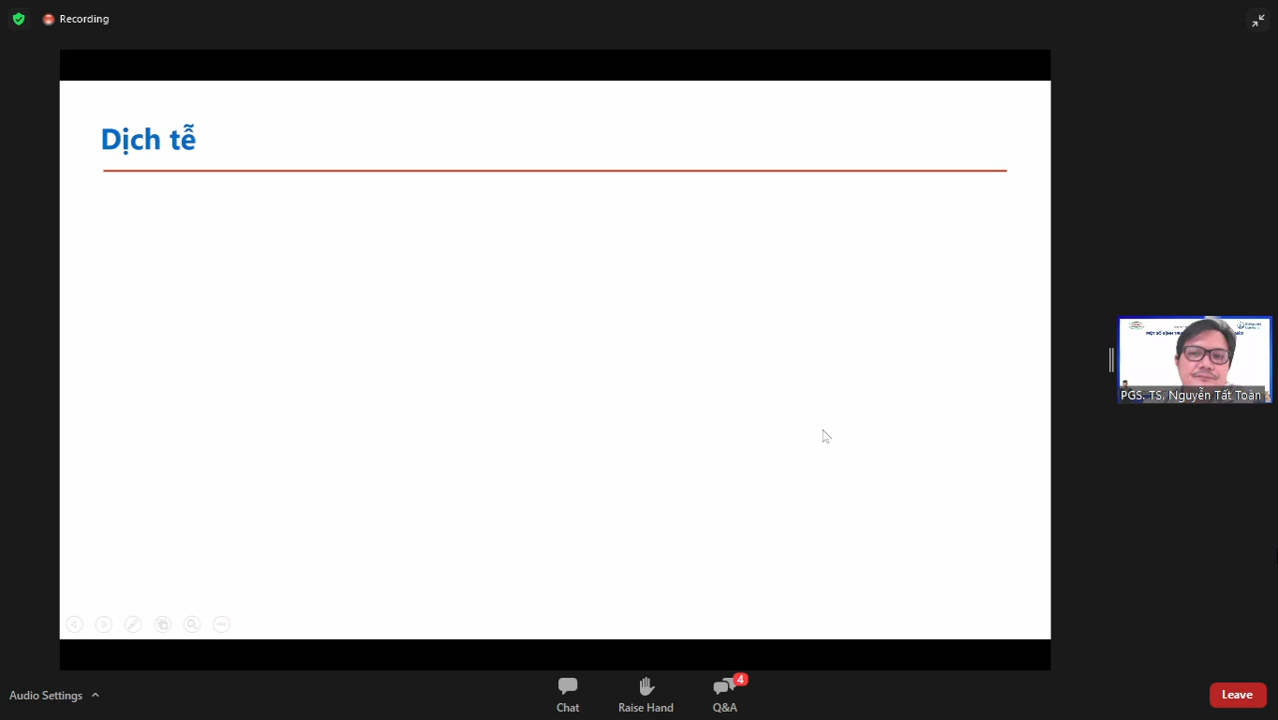 Recording
Dịch tễ
PGS. TS. Nguyễn Tất Toàn
Audio Settings
Chat
Raise Hand
4
Q&A
Leave